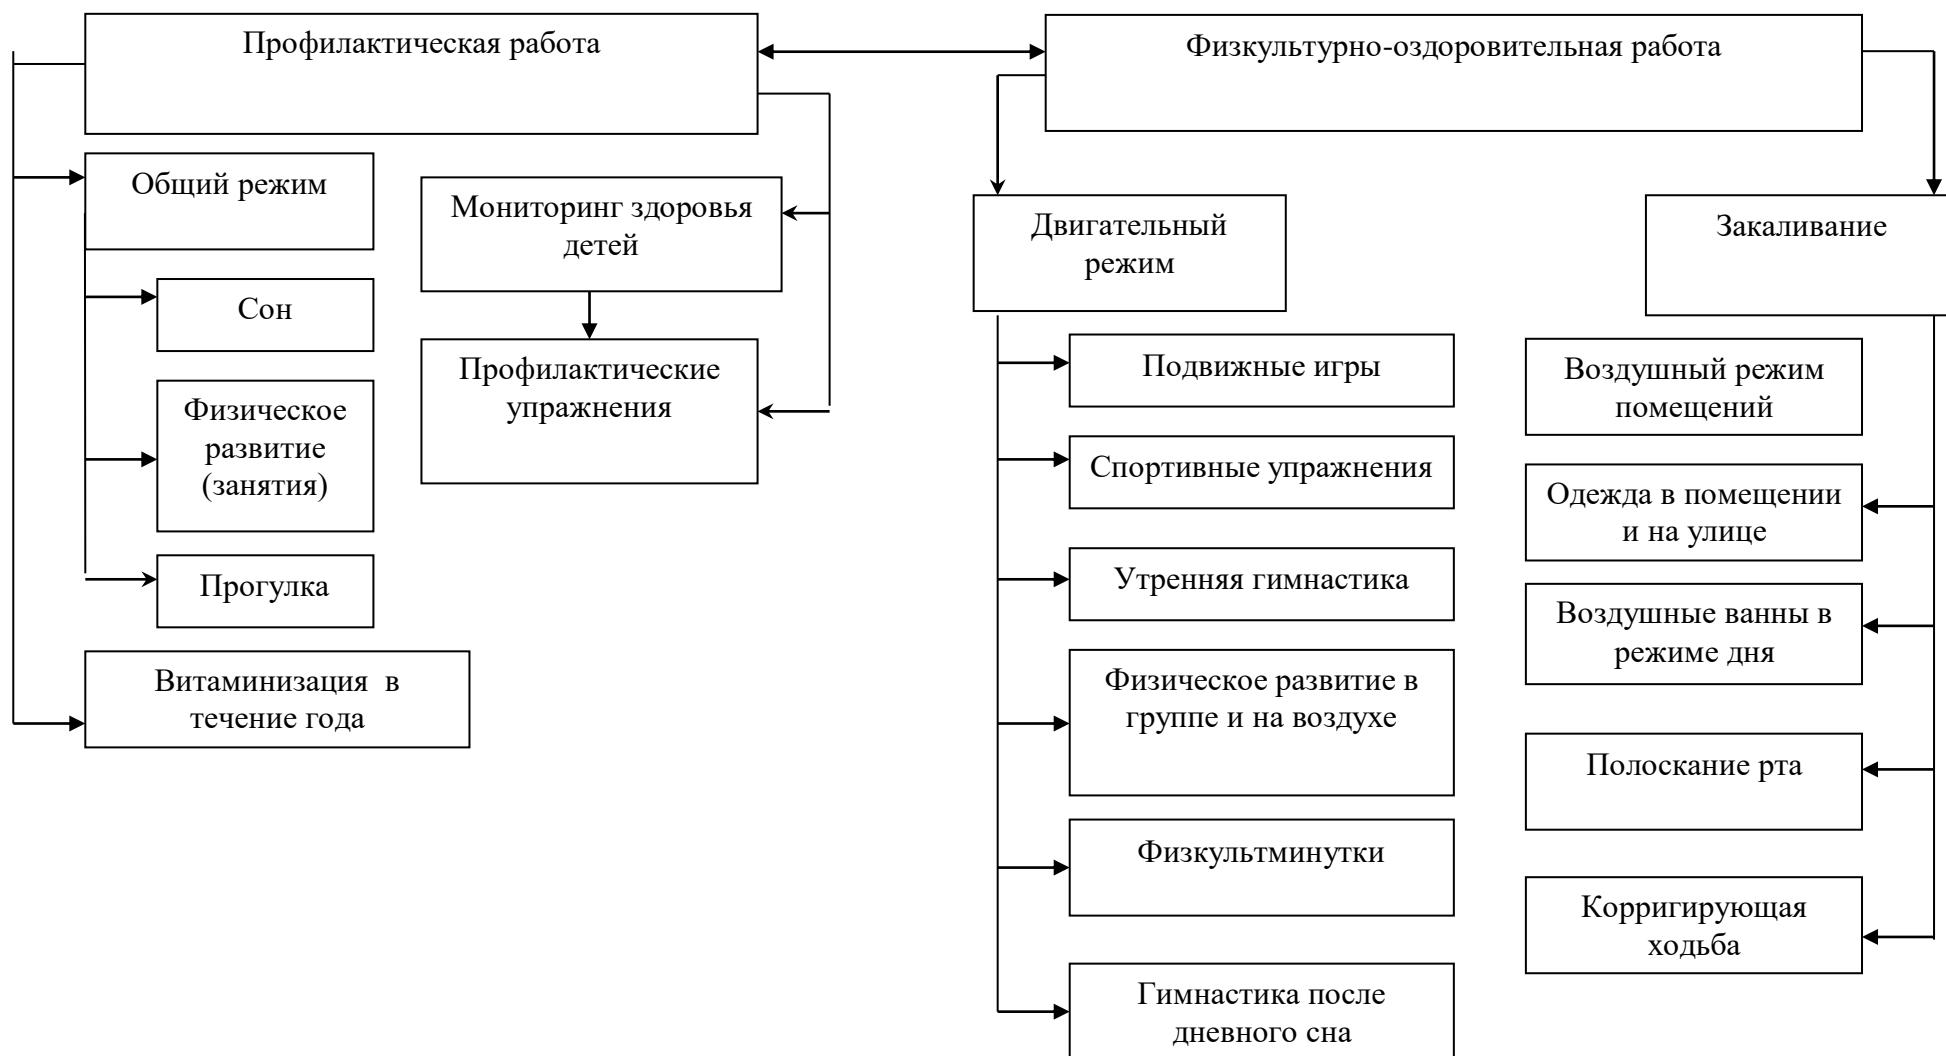 Профилактическая работа
Физкультурно-оздоровительная работа
Общий режим
Мониторинг здоровья
детей
Сон
Профилактические
упражнения
Физическое
развитие
(занятия)
Прогулка
Витаминизация в
течение года
Двигательный
режим
Подвижные игры
Спортивные упражнения
Утренняя гимнастика
Физическое развитие в
группе и на воздухе
Физкультминутки
Гимнастика после
дневного сна
Закаливание
Воздушный режим
помещений
Одежда в помещении
и на улице
Воздушные ванны в
режиме дня
Полоскание рта
Корригирующая
ходьба